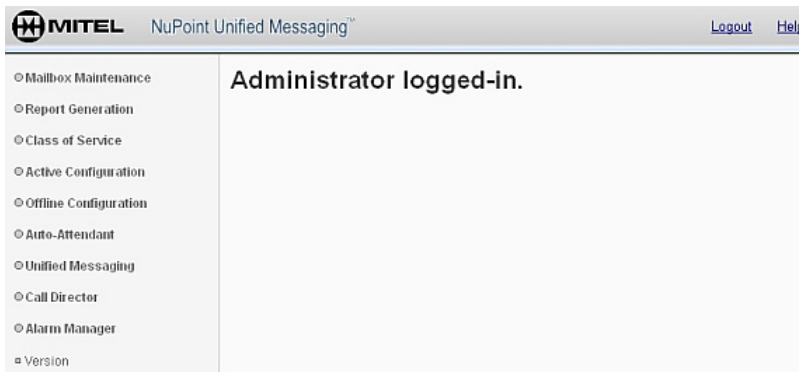 MITEL NuPoint Unified Messaging™ Logout Help
Administrator logged-in.
Mailbox Maintenance
Report Generation
Class of Service
Active Configuration
Offline Configuration
Auto-Attendant
Unified Messaging
Call Director
Alarm Manager
Version